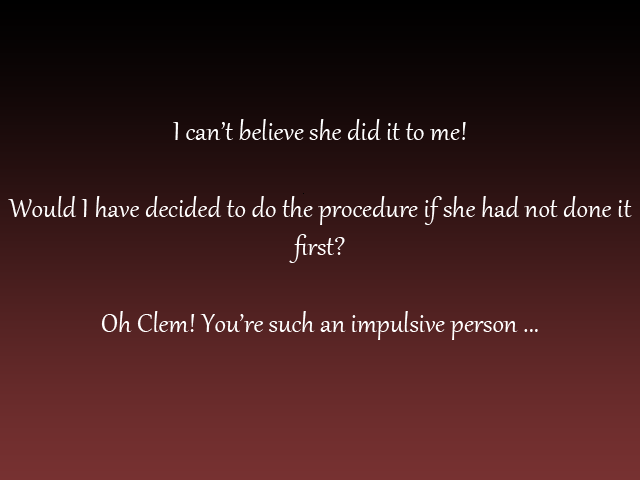 I can't believe she did it to me!
Would I have decided to do the procedure if she had not done it
first?
Oh Clem! You're such an impulsive person ...